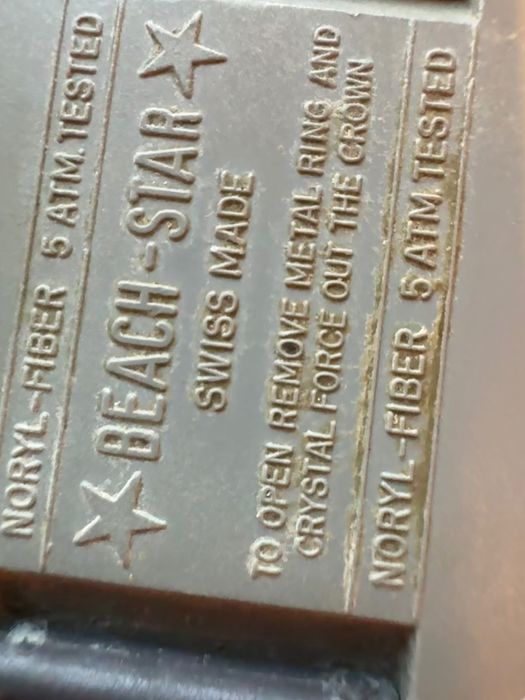 NORYL-FIBER 5 ATM. TESTED
BEACH-STAR
SWISS MADE
TO OPEN REMOVE METAL RING AND
CRYSTAL FORCE OUT THE CROWN
NORYL-FIBER 5 ATM TESTED